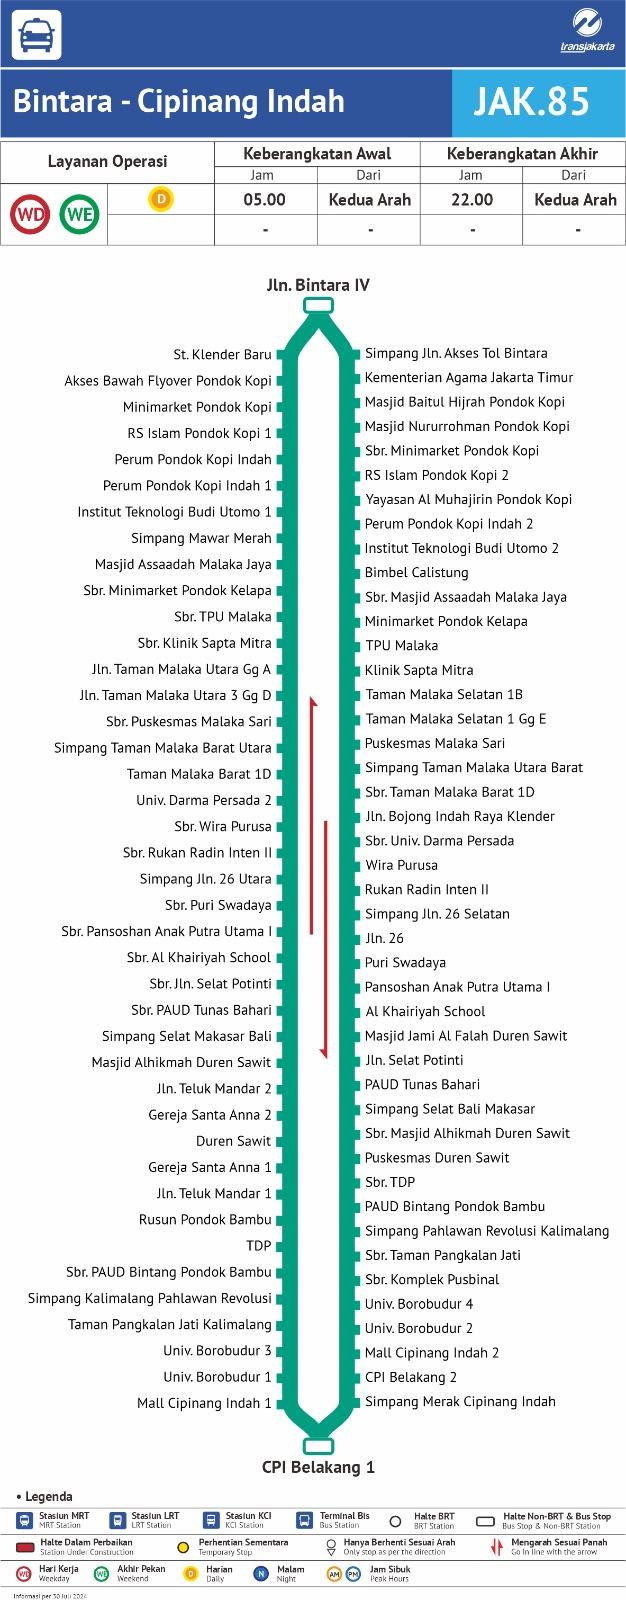 transjakarta
Bintara - Cipinang Indah
JAK.85
Layanan Operasi
Keberangkatan Awal
Keberangkatan Akhir
Jam
Dari
Jam
Dari
WD
WE
D
05.00
Kedua Arah
22.00
Kedua Arah
-
-
-
-
Jln. Bintara IV
St. Klender Baru
Akses Bawah Flyover Pondok Kopi
Minimarket Pondok Kopi
RS Islam Pondok Kopi 1
Perum Pondok Kopi Indah
Perum Pondok Kopi Indah 1
Institut Teknologi Budi Utomo 1
Simpang Mawar Merah
Masjid Assaadah Malaka Jaya
Sbr. Minimarket Pondok Kelapa
Sbr. TPU Malaka
Sbr. Klinik Sapta Mitra
Jln. Taman Malaka Utara Gg A
Jln. Taman Malaka Utara 3 Gg D
Sbr. Puskesmas Malaka Sari
Simpang Taman Malaka Barat Utara
Taman Malaka Barat 1D
Univ. Darma Persada 2
Sbr. Wira Purusa
Sbr. Rukan Radin Inten II
Simpang Jln. 26 Utara
Sbr. Puri Swadaya
Sbr. Pansoshan Anak Putra Utama I
Sbr. Al Khairiyah School
Sbr. Jln. Selat Potinti
Sbr. PAUD Tunas Bahari
Simpang Selat Makasar Bali
Masjid Alhikmah Duren Sawit
Jln. Teluk Mandar 2
Gereja Santa Anna 2
Duren Sawit
Gereja Santa Anna 1
Jln. Teluk Mandar 1
Rusun Pondok Bambu
TDP
Sbr. PAUD Bintang Pondok Bambu
Simpang Kalimalang Pahlawan Revolusi
Taman Pangkalan Jati Kalimalang
Univ. Borobudur 3
Univ. Borobudur 1
Mall Cipinang Indah 1
Simpang Jln. Akses Tol Bintara
Kementerian Agama Jakarta Timur
Masjid Baitul Hijrah Pondok Kopi
Masjid Nururrohman Pondok Kopi
Sbr. Minimarket Pondok Kopi
RS Islam Pondok Kopi 2
Yayasan Al Muhajirin Pondok Kopi
Perum Pondok Kopi Indah 2
Institut Teknologi Budi Utomo 2
Bimbel Calistung
Sbr. Masjid Assaadah Malaka Jaya
Minimarket Pondok Kelapa
TPU Malaka
Klinik Sapta Mitra
Taman Malaka Selatan 1B
Taman Malaka Selatan 1 Gg E
Puskesmas Malaka Sari
Simpang Taman Malaka Utara Barat
Sbr. Taman Malaka Barat 1D
Jln. Bojong Indah Raya Klender
Sbr. Univ. Darma Persada
Wira Purusa
Rukan Radin Inten II
Simpang Jln. 26 Selatan
Jln. 26
Puri Swadaya
Pansoshan Anak Putra Utama I
Al Khairiyah School
Masjid Jami Al Falah Duren Sawit
Jln. Selat Potinti
PAUD Tunas Bahari
Simpang Selat Bali Makasar
Sbr. Masjid Alhikmah Duren Sawit
Puskesmas Duren Sawit
Sbr. TDP
PAUD Bintang Pondok Bambu
Simpang Pahlawan Revolusi Kalimalang
Sbr. Taman Pangkalan Jati
Sbr. Komplek Pusbinal
Univ. Borobudur 4
Univ. Borobudur 2
Mall Cipinang Indah 2
CPI Belakang 2
Simpang Merak Cipinang Indah
CPI Belakang 1
• Legenda
Stasiun MRT
MRT Station
Stasiun LRT
LRT Station
Stasiun KCI
KCI Station
Terminal Bis
Bus Station
Halte BRT
BRT Station
Halte Non-BRT & Bus Stop
Bus Stop & Non-BRT Station
Halte Dalam Perbaikan
Station Under Construction
Perhentian Sementara
Temporary Stop
Hanya Berhenti Sesuai Arah
Only stop as per the direction
Mengarah Sesuai Panah
Go in line with the arrow
WD
Hari Kerja
Weekday
WE
Akhir Pekan
Weekend
D
Harian
Daily
N
Malam
Night
AM
PM
Jam Sibuk
Peak Hours
Informasi per 30 Juli 2024